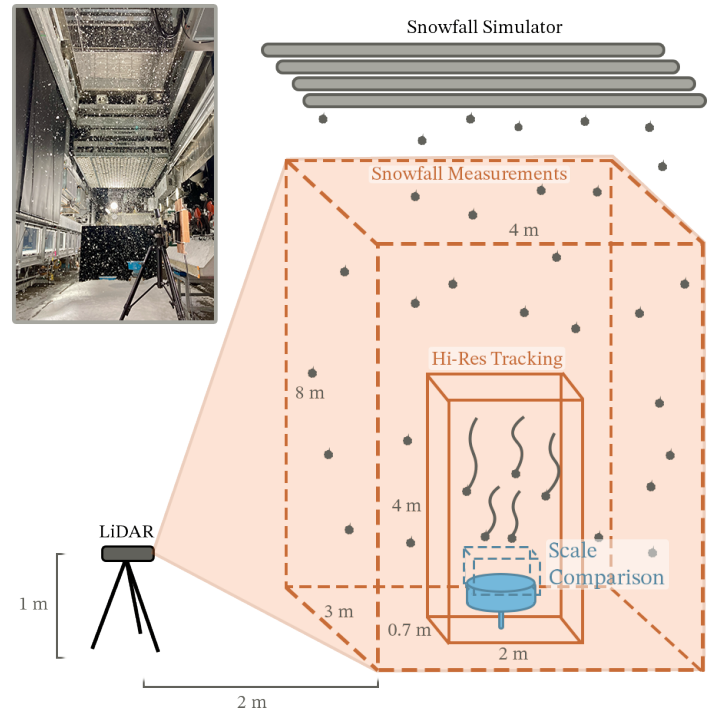 Snowfall Simulator
Snowfall Measurements
4 m
Hi-Res Tracking
8 m
4 m
LiDAR
Scale
Comparison
1 m
3 m
0.7 m
2 m
2 m